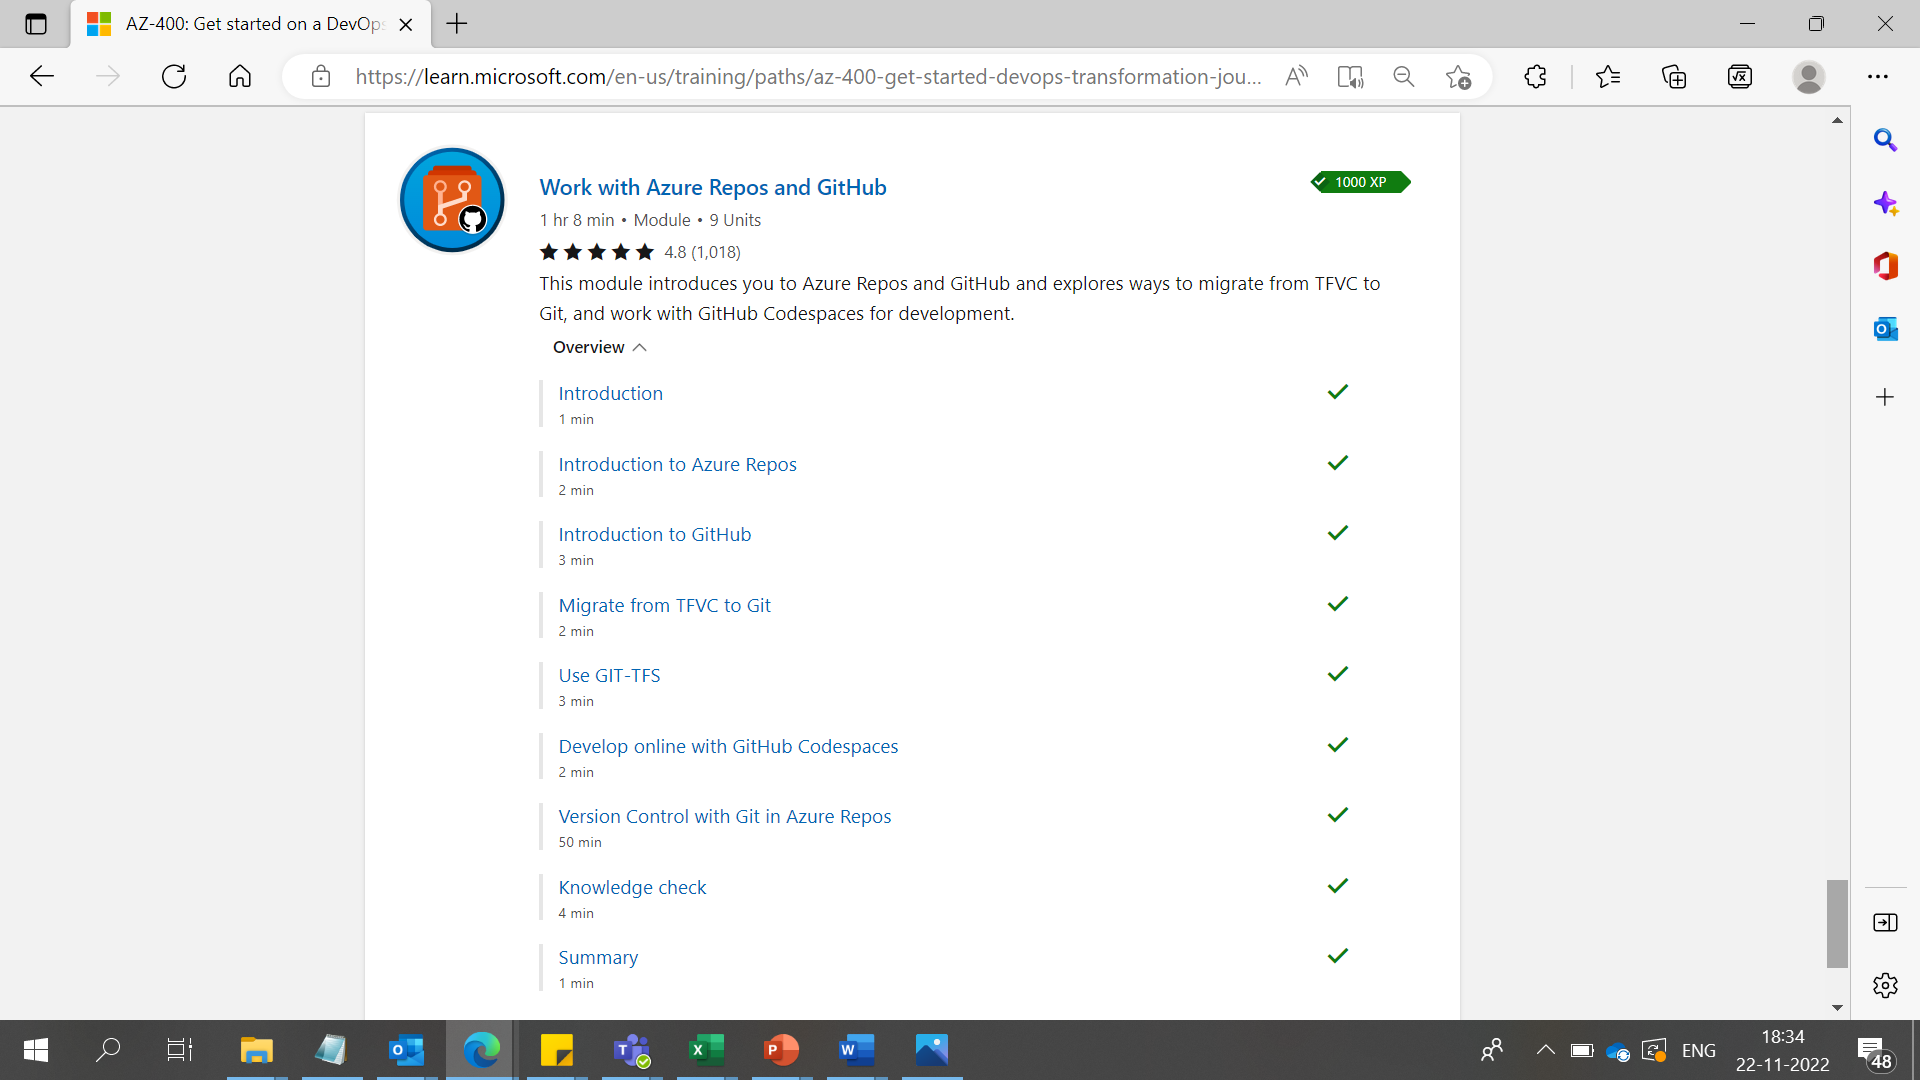 AZ-400: Get started on a DevOps
https://learn.microsoft.com/en-us/training/paths/az-400-get-started-devops-transformation-jou...
Work with Azure Repos and GitHub
1000 XP
1 hr 8 min • Module • 9 Units
4.8 (1,018)
This module introduces you to Azure Repos and GitHub and explores ways to migrate from TFVC to
Git, and work with GitHub Codespaces for development.
Overview
Introduction
1 min
Introduction to Azure Repos
2 min
Introduction to GitHub
3 min
Migrate from TFVC to Git
2 min
Use GIT-TFS
3 min
Develop online with GitHub Codespaces
2 min
Version Control with Git in Azure Repos
50 min
Knowledge check
4 min
Summary
1 min
ENG
18:34
22-11-2022
48